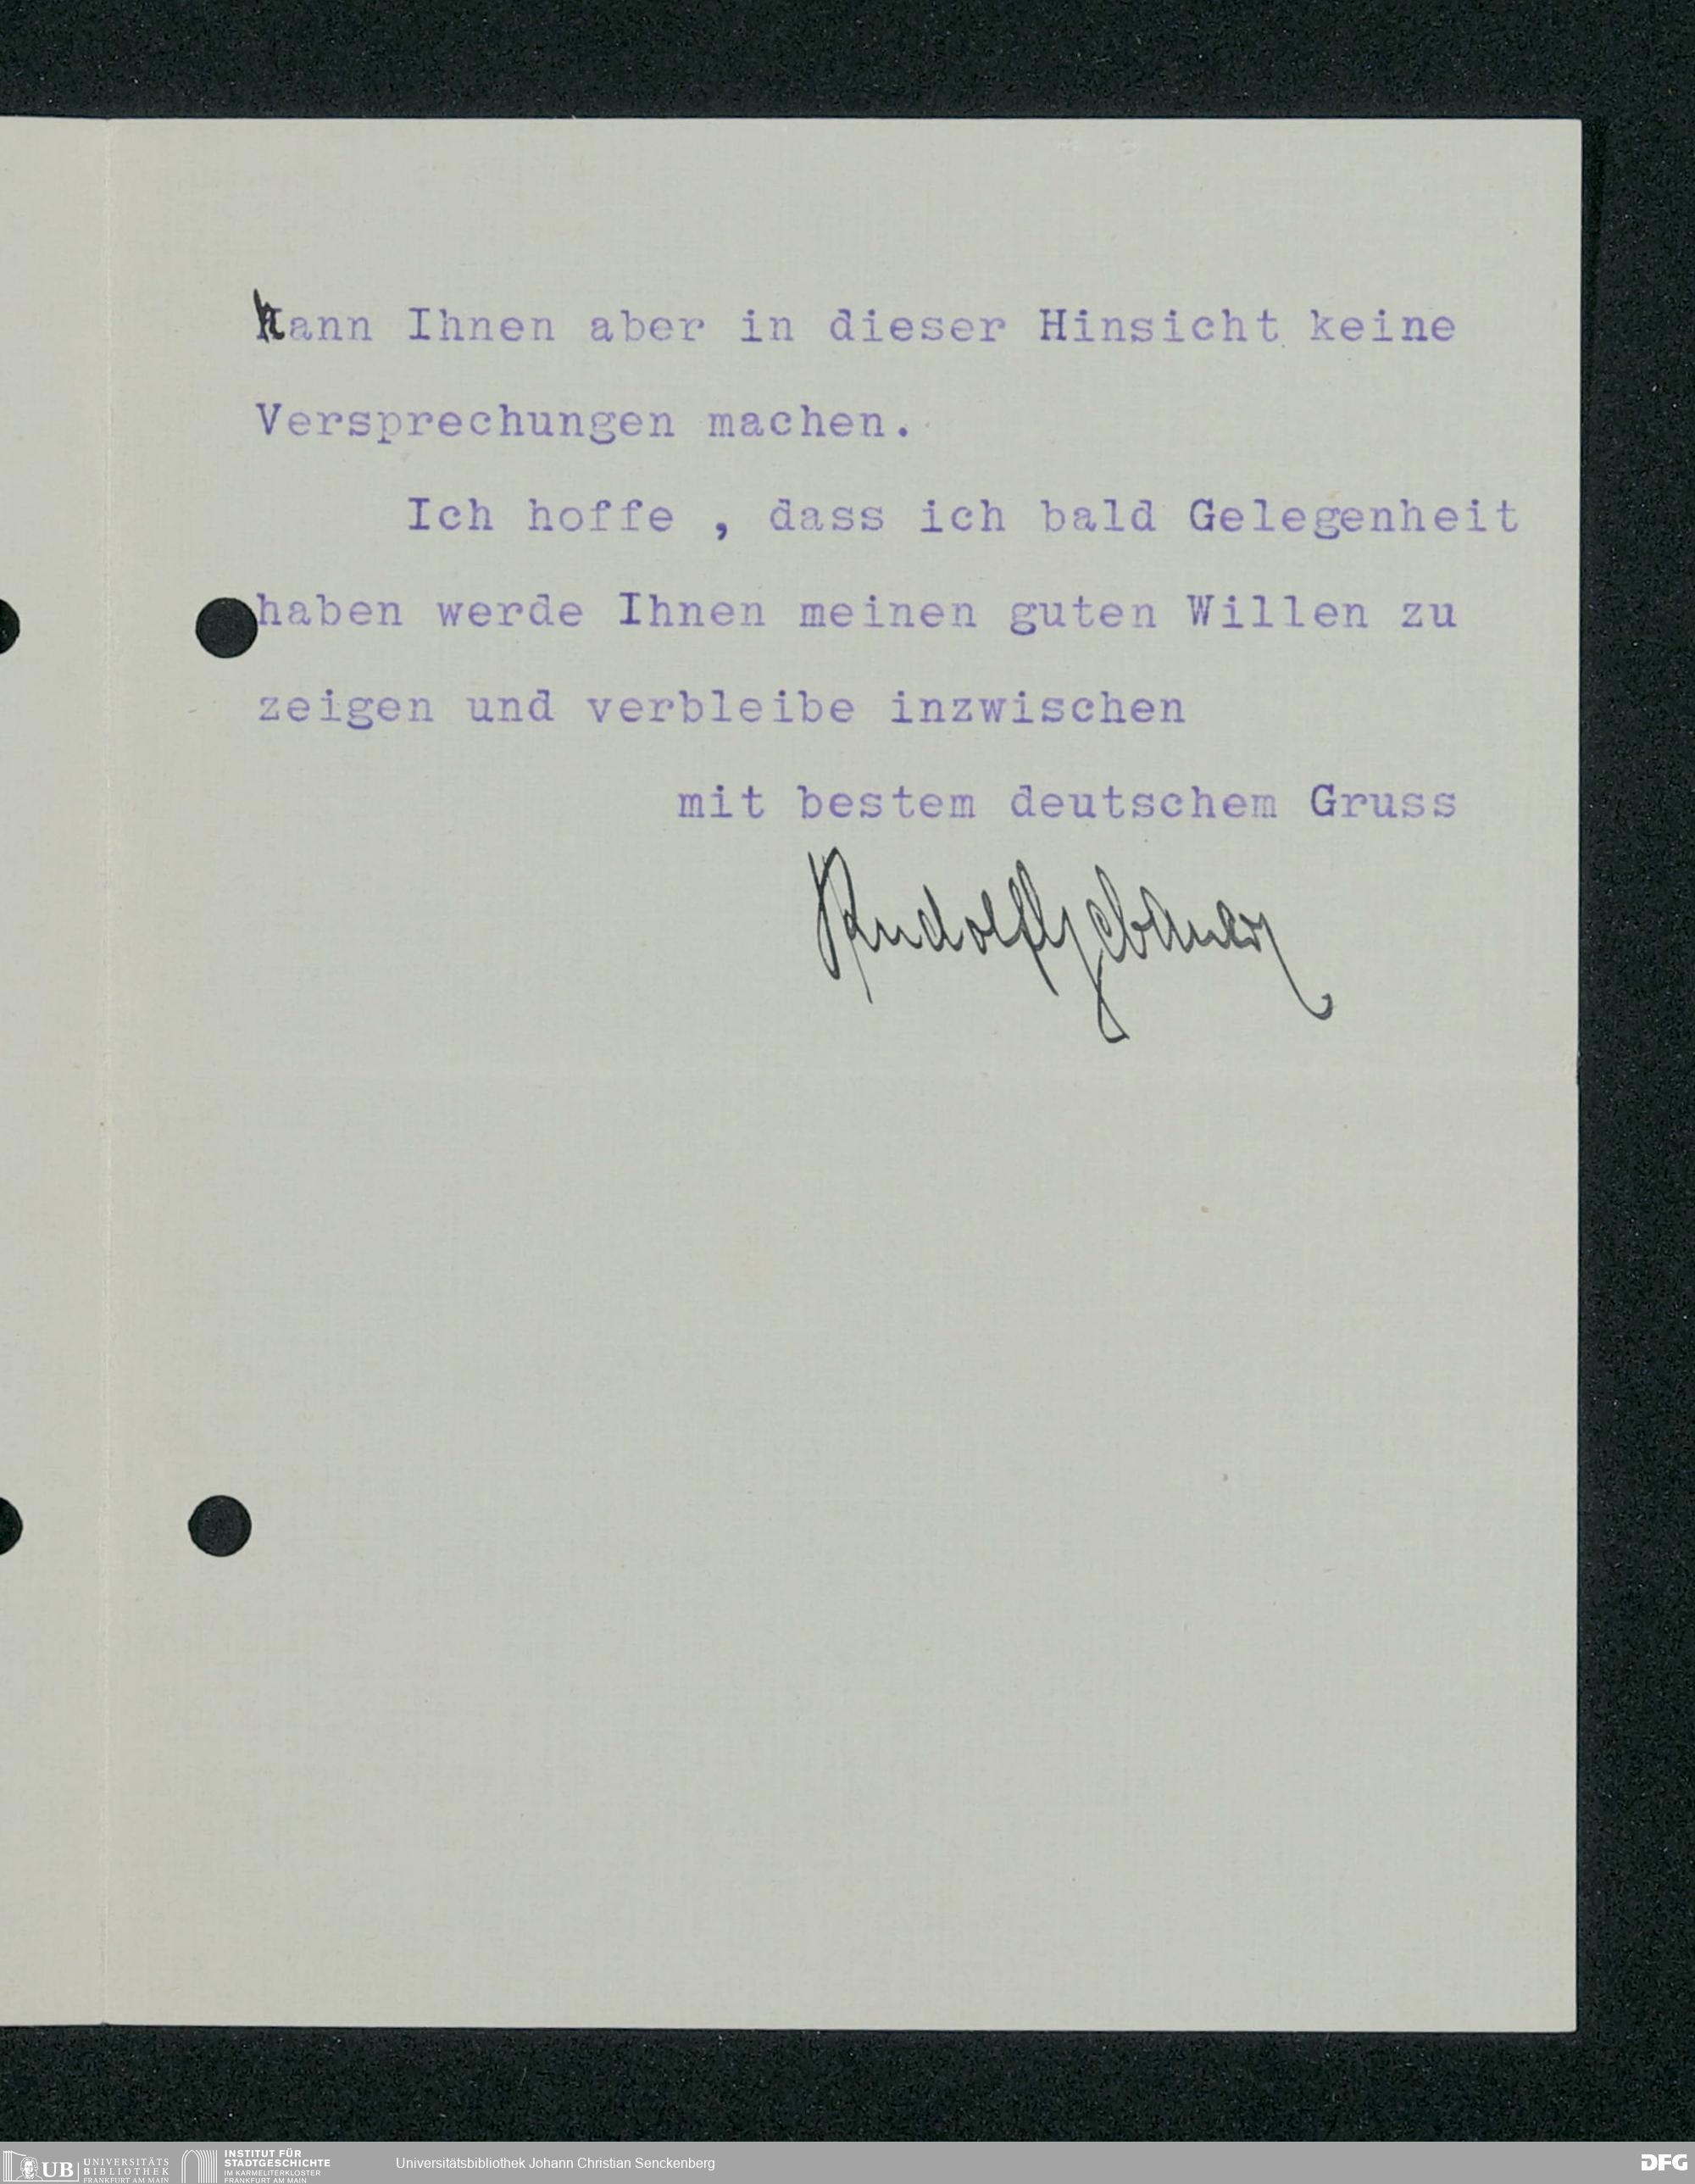 kann Ihnen aber in dieser Hinsicht keine
Versprechungen machen.
Ich hoffe , dass ich bald Gelegenheit
haben werde Ihnen meinen guten Willen zu
zeigen und verbleibe inzwischen
mit bestem deutschem Gruss
Rudolf Gebauer
UB UNIVERSITÄTS
BIBLIOTHEK
FRANKFURT AM MAIN
INSTITUT FÜR
STADTGESCHICHTE
IM KARMELITERKLOSTER
FRANKFURT AM MAIN
Universitätsbibliothek Johann Christian Senckenberg
DFG